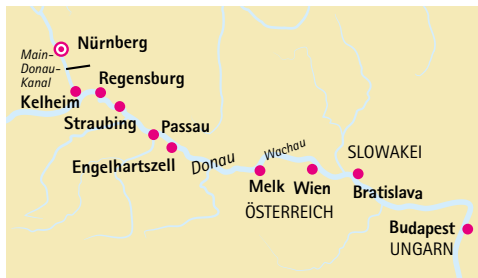 Nürnberg
Main-
Donau-
Kanal
Regensburg
Kelheim
Straubing
Passau
Engelhartszell
Donau
Wachau
SLOWAKEI
Melk
Wien
Bratislava
ÖSTERREICH
Budapest
UNGARN